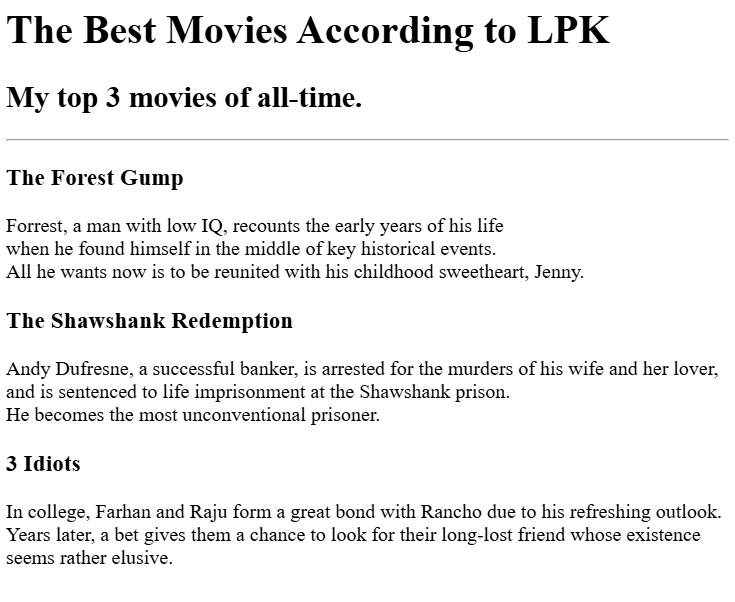 The Best Movies According to LPK
My top 3 movies of all-time.
The Forest Gump
Forrest, a man with low IQ, recounts the early years of his life
when he found himself in the middle of key historical events.
All he wants now is to be reunited with his childhood sweetheart, Jenny.
The Shawshank Redemption
Andy Dufresne, a successful banker, is arrested for the murders of his wife and her lover,
and is sentenced to life imprisonment at the Shawshank prison.
He becomes the most unconventional prisoner.
3 Idiots
In college, Farhan and Raju form a great bond with Rancho due to his refreshing outlook.
Years later, a bet gives them a chance to look for their long-lost friend whose existence
seems rather elusive.